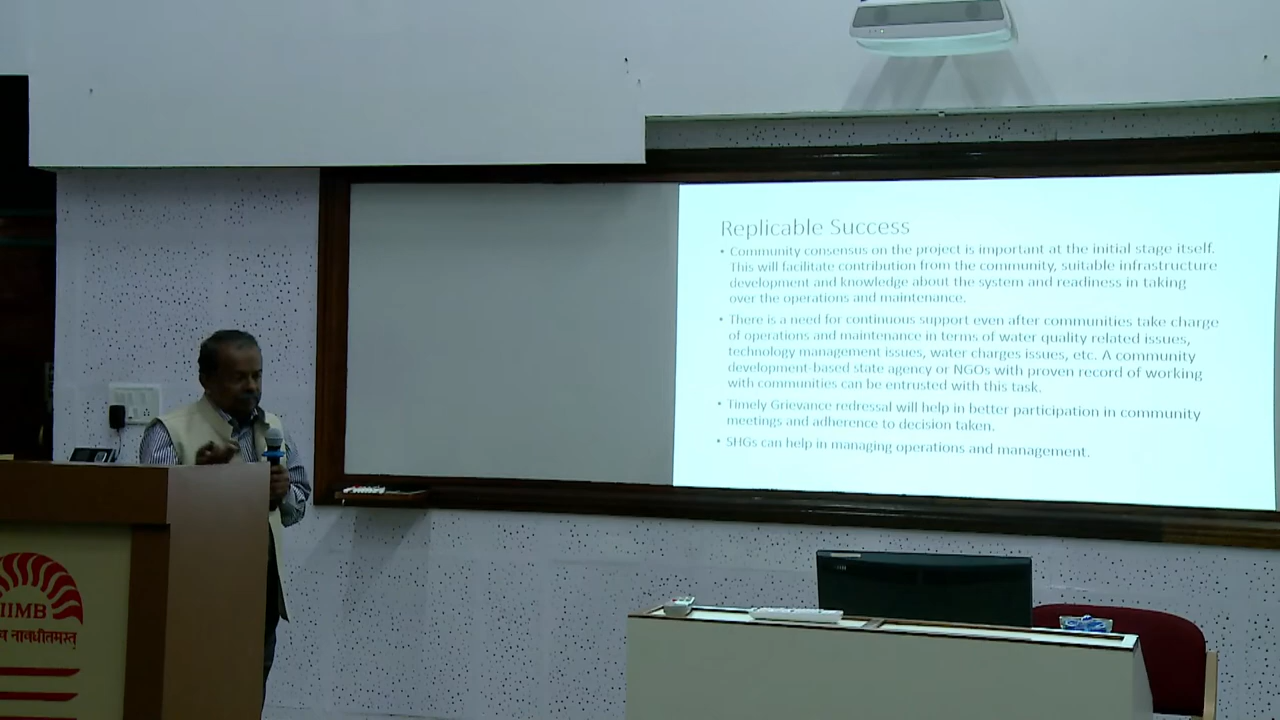 Replicable Success
• Community consensus on the project is important at the initial stage itself.
This will facilitate contribution from the community, suitable infrastructure
development and knowledge about the system and readiness in taking
over the operations and maintenance.
• There is a need for continuous support even after communities take charge
of operations and maintenance in terms of water quality related issues,
technology management issues, water charges issues, etc. A community
development-based state agency or NGOs with proven record of working
with communities can be entrusted with this task.
• Timely Grievance redressal will help in better participation in community
meetings and adherence to decision taken.
• SHGs can help in managing operations and management.
IIMB
नावधीतमस्तु